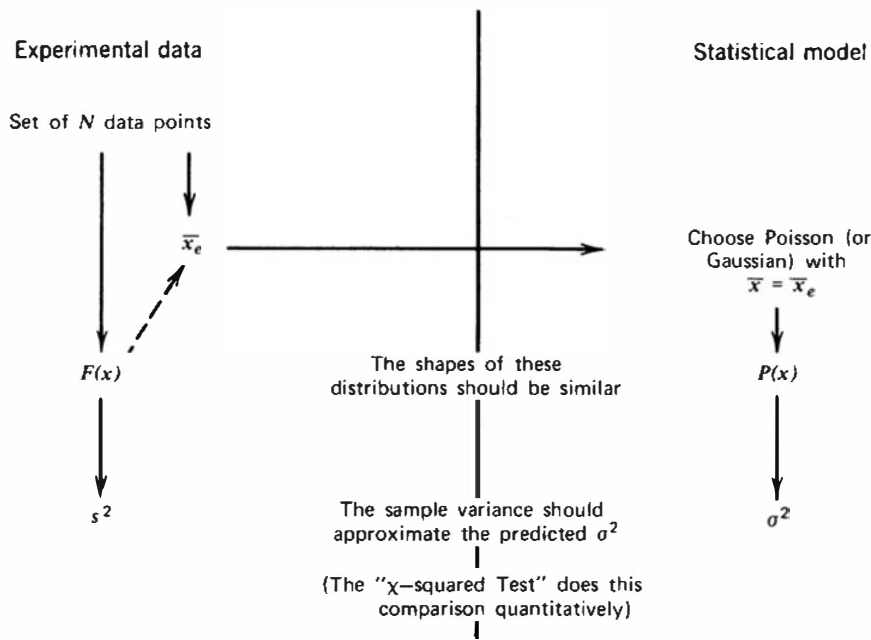 Experimental data
Statistical model
Set of N data points
x̄ₑ
Choose Poisson (or
Gaussian) with
x̄ = x̄ₑ
F(x)
The shapes of these
distributions should be similar
P(x)
s²
The sample variance should
approximate the predicted σ²
σ²
(The "χ–squared Test" does this
comparison quantitatively)